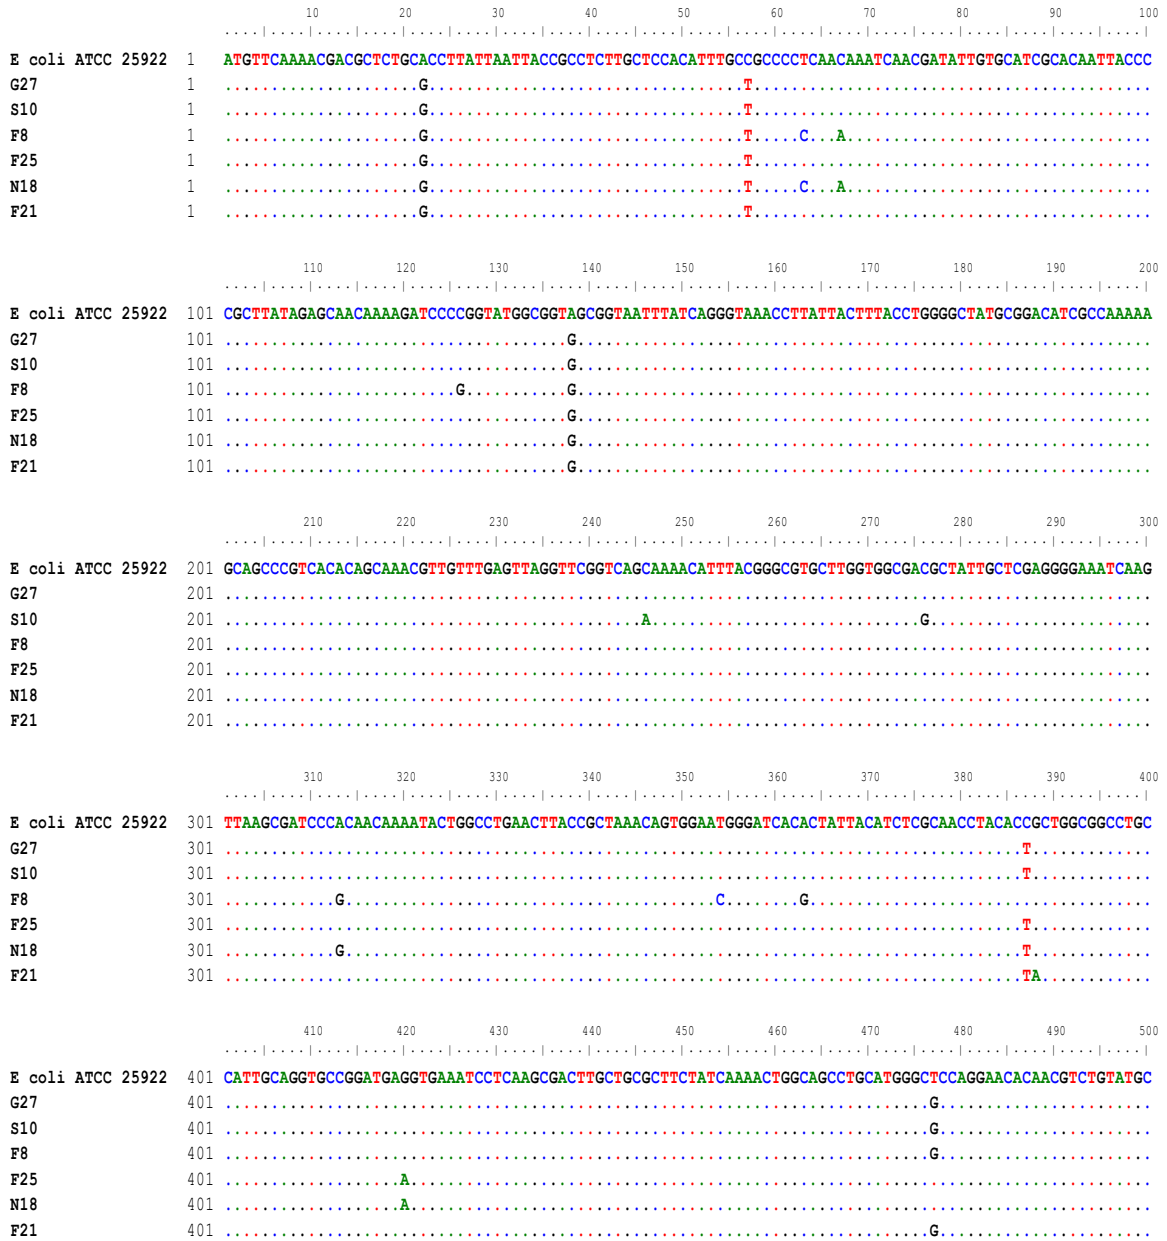 10 20 30 40 50 60 70 80 90 100
....|....|....|....|....|....|....|....|....|....|....|....|....|....|....|....|....|....|....|....|
E coli ATCC 25922 1 ATGTTCAAAACGACGCTCTGCACCTTATTAATTACCGCCTCTTGCTCCACATTTGCCGCCCCTCAACAAATCAACGATATTGTGCATCGCACAATTACCC
G27 1 .....................G..................................T...........................................
S10 1 .....................G..................................T...........................................
F8 1 .....................G..................................T.....C...A.................................
F25 1 .....................G..................................T...........................................
N18 1 .....................G..................................T.....C...A.................................
F21 1 .....................G..................................T...........................................
110 120 130 140 150 160 170 180 190 200
....|....|....|....|....|....|....|....|....|....|....|....|....|....|....|....|....|....|....|....|
E coli ATCC 25922 101 CGCTTATAGAGCAACAAAAGATCCCCGGTATGGCGGTAGCGGTAATTTATCAGGGTAAACCTTATTACTTTACCTGGGGCTATGCGGACATCGCCAAAAA
G27 101 .....................................G..............................................................
S10 101 .....................................G..............................................................
F8 101 .........................G...........G..............................................................
F25 101 .....................................G..............................................................
N18 101 .....................................G..............................................................
F21 101 .....................................G..............................................................
210 220 230 240 250 260 270 280 290 300
....|....|....|....|....|....|....|....|....|....|....|....|....|....|....|....|....|....|....|....|
E coli ATCC 25922 201 GCAGCCCGTCACACAGCAAACGTTGTTTGAGTTAGGTTCGGTCAGCAAAACATTTACGGGCGTGCTTGGTGGCGACGCTATTGCTCGAGGGGAAATCAAG
G27 201 ....................................................................................................
S10 201 .............................................A.............................G........................
F8 201 ....................................................................................................
F25 201 ....................................................................................................
N18 201 ....................................................................................................
F21 201 ....................................................................................................
310 320 330 340 350 360 370 380 390 400
....|....|....|....|....|....|....|....|....|....|....|....|....|....|....|....|....|....|....|....|
E coli ATCC 25922 301 TTAAGCGATCCCACAACAAAATACTGGCCTGAACTTACCGCTAAACAGTGGAATGGGATCACACTATTACATCTCGCAACCTACACCGCTGGCGGCCTGC
G27 301 ......................................................................................T.............
S10 301 ......................................................................................T.............
F8 301 ............G........................................C........G.....................................
F25 301 ......................................................................................T.............
N18 301 ............G.........................................................................T.............
F21 301 ......................................................................................TA............
410 420 430 440 450 460 470 480 490 500
....|....|....|....|....|....|....|....|....|....|....|....|....|....|....|....|....|....|....|....|
E coli ATCC 25922 401 CATTGCAGGTGCCGGATGAGGTGAAATCCTCAAGCGACTTGCTGCGCTTCTATCAAAACTGGCAGCCTGCATGGGCTCCAGGAACACAACGTCTGTATGC
G27 401 ............................................................................G.......................
S10 401 ............................................................................G.......................
F8 401 ............................................................................G.......................
F25 401 ...................A................................................................................
N18 401 ...................A................................................................................
F21 401 ............................................................................G.......................